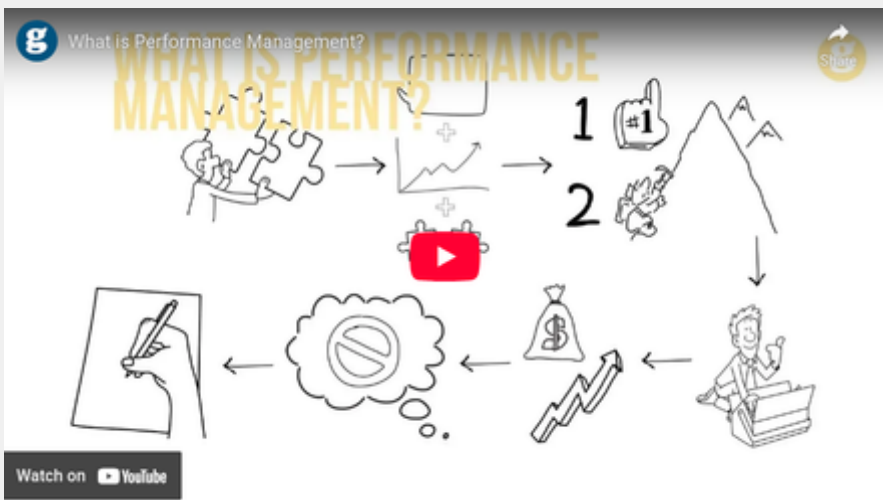 g What is Performance Management?
WHAT IS PERFORMANCE
MANAGEMENT?
g
Share
1 #1
2
$
Watch on YouTube